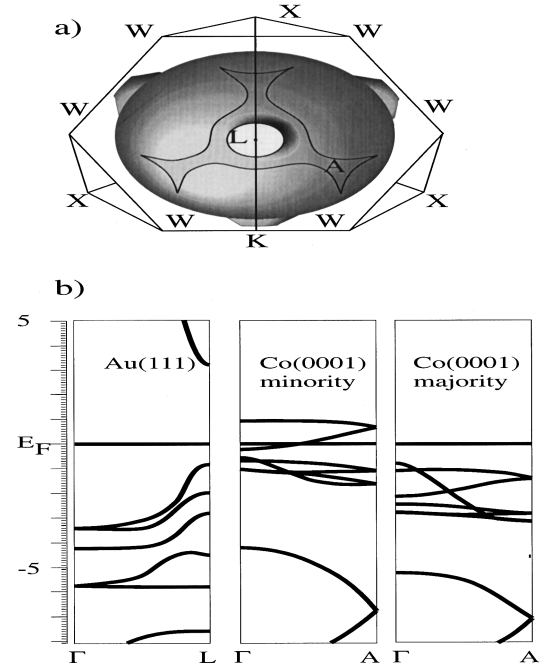 a)
X
W
W
W
W
L
A
X
X
W
W
K
b)
5
E F
-5
Au(111)
Co(0001)
minority
Co(0001)
majority
Γ
L
Γ
A
Γ
A